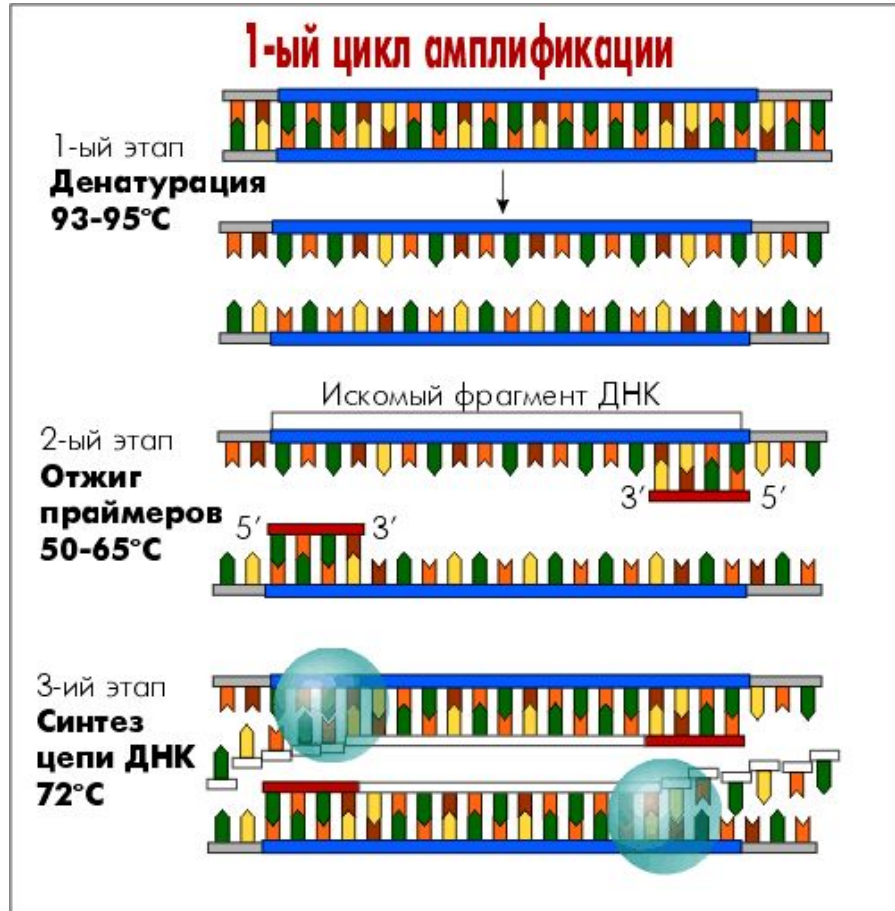 1-ый цикл амплификации
1-ый этап
Денатурация
93-95°C
Искомый фрагмент ДНК
2-ый этап
Отжиг
праймеров
50-65°C
3’ 5’
5’ 3’
3-ий этап
Синтез
цепи ДНК
72°C